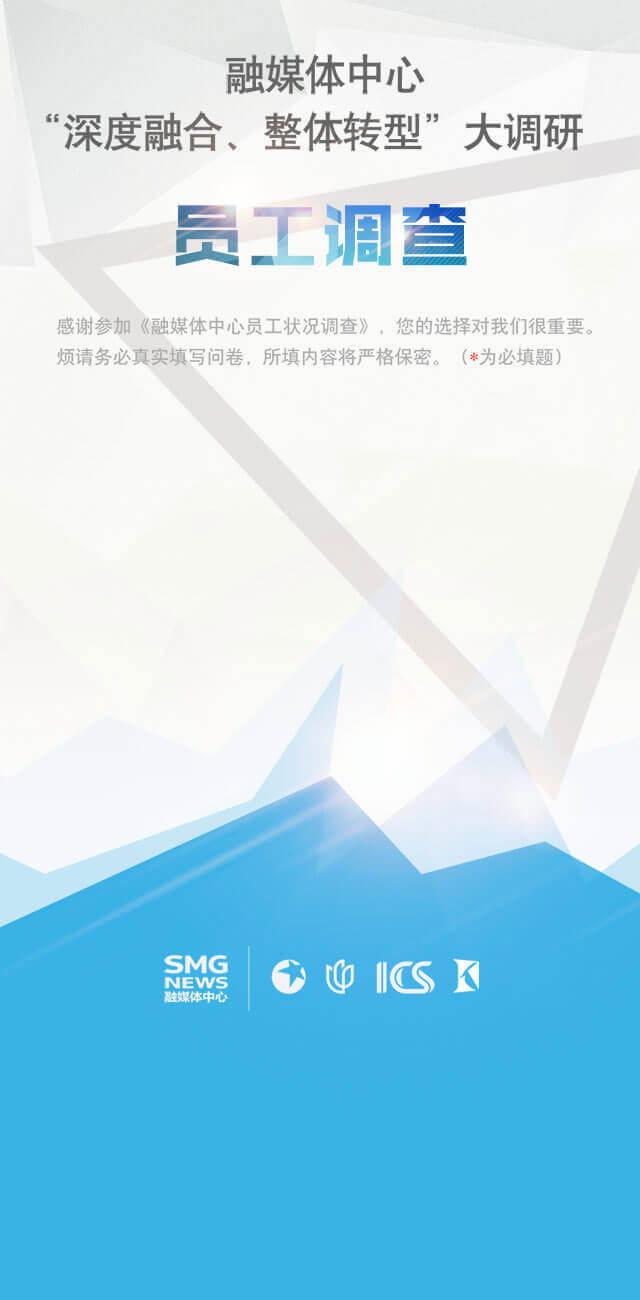 融媒体中心
“深度融合、整体转型”大调研
员工调查
感谢参加《融媒体中心员工状况调查》，您的选择对我们很重要。
烦请务必真实填写问卷，所填内容将严格保密。（*为必填题）
SMG
NEWS
融媒体中心
ICS